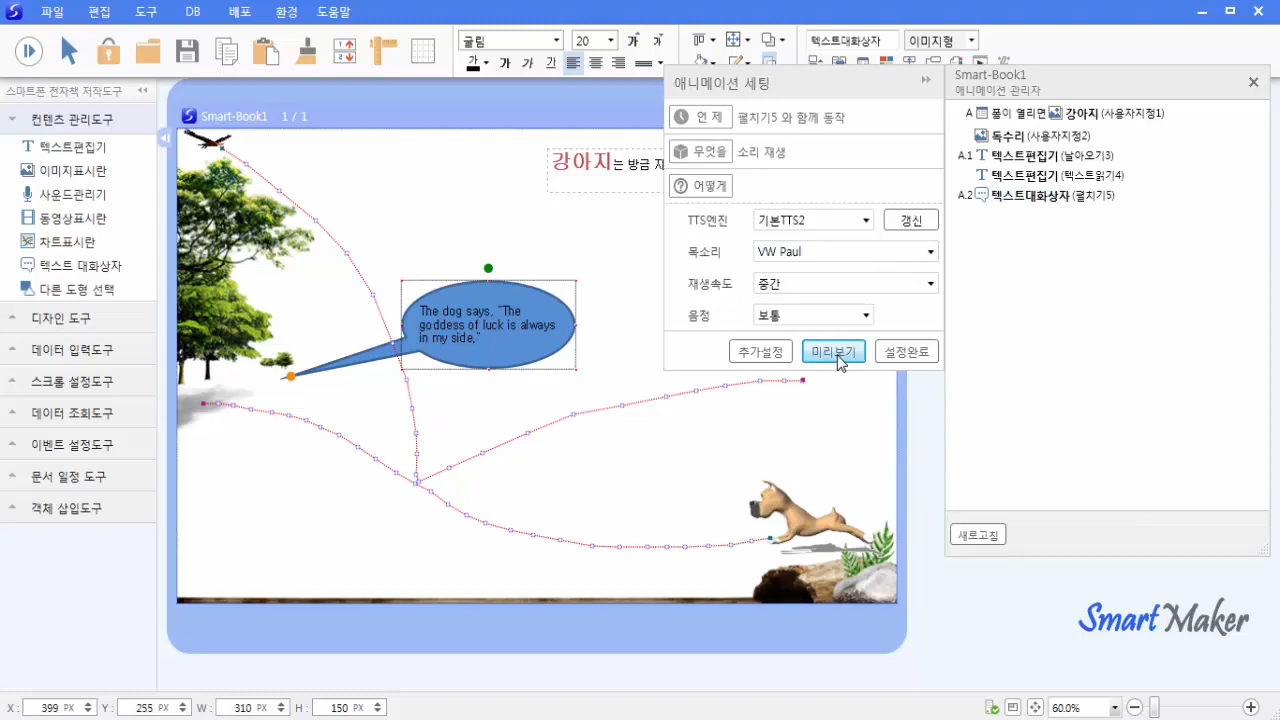 파일 편집 도구 DB 배포 환경 도움말
굴림 20 가 가 텍스트대화상자 이미지형
가 가 가 가
스마트폰 전자책 저작도구
컨텐츠 관리도구
텍스트편집기
이미지표시란
사운드관리기
동영상표시란
차트표시란
텍스트 대화상자
다른 도형 선택
디자인 도구
데이터 입력도구
스크롤 설정도구
데이터 조회도구
이벤트 설정도구
문서 일정 도구
객체 삽입도구
Smart-Book1 1 / 1
강아지는 방금 자
The dog says, "The
goddess of luck is always
in my side,"
애니메이션 세팅
언 제 펼치기5 와 함께 동작
무엇을 소리 재생
어떻게
TTS엔진 기본TTS2 갱신
목소리 VW Paul
재생속도 중간
음정 보통
추가설정 미리보기 설정완료
Smart-Book1
애니메이션 관리자
A 폼이 열리면 강아지 (사용자지정1)
독수리 (사용자지정2)
A.1 텍스트편집기 (날아오기3)
텍스트편집기 (텍스트읽기4)
A.2 텍스트대화상자 (펼치기5)
새로고침
Smart Maker
X : 399 PX Y : 255 PX W : 310 PX H : 150 PX 60.0%